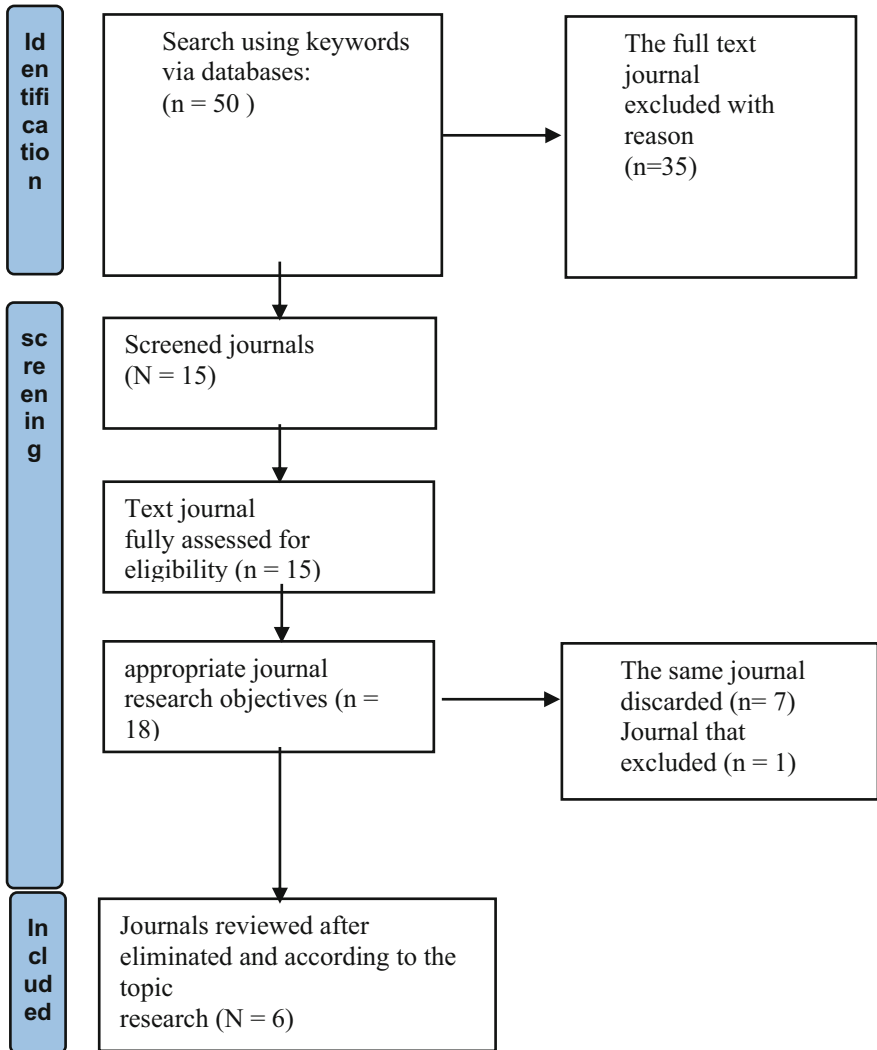 Id
en
tifi
ca
tio
n
Search using keywords
via databases:
(n = 50 )
The full text
journal
excluded with
reason
(n=35)
sc
re
en
in
g
Screened journals
(N = 15)
Text journal
fully assessed for
eligibility (n = 15)
appropriate journal
research objectives (n =
18)
The same journal
discarded (n= 7)
Journal that
excluded (n = 1)
In
cl
ud
ed
Journals reviewed after
eliminated and according to the
topic
research (N = 6)